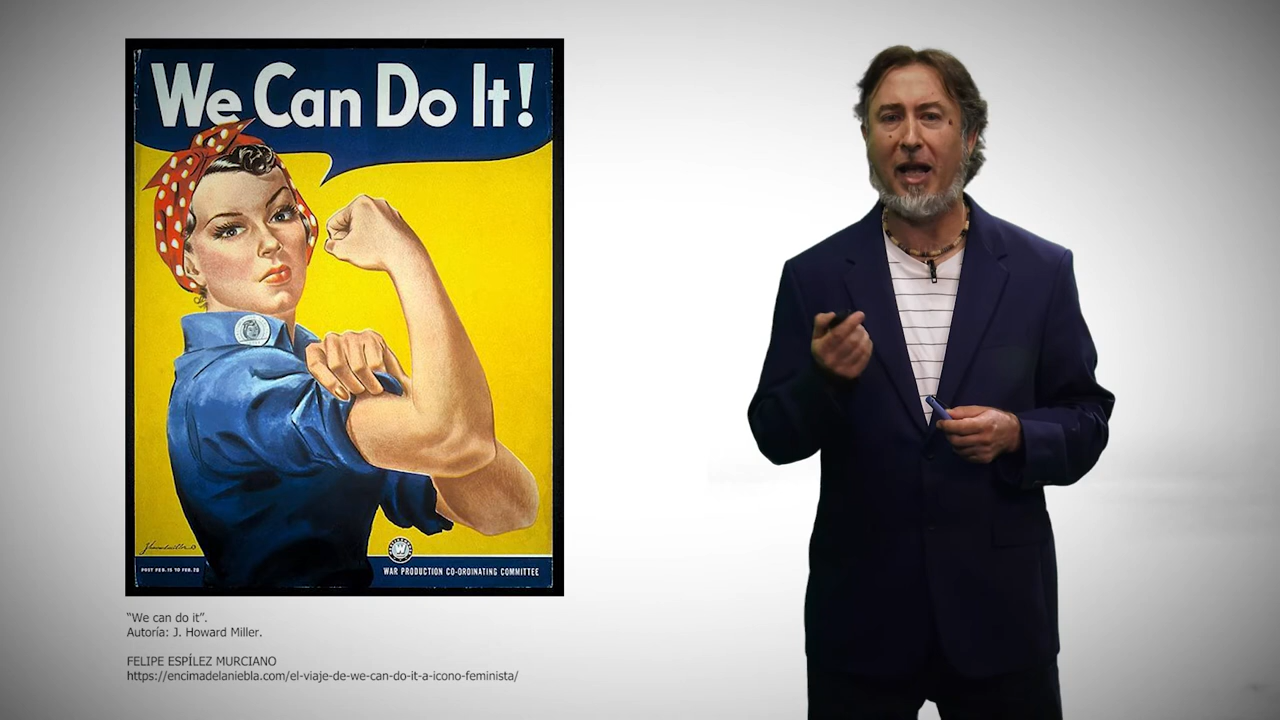 We Can Do It!
POST FEB. 15 TO FEB. 28
WAR PRODUCTION CO-ORDINATING COMMITTEE
“We can do it”.
Autoría: J. Howard Miller.
FELIPE ESPÍLEZ MURCIANO
https://encimadelaniebla.com/el-viaje-de-we-can-do-it-a-icono-feminista/